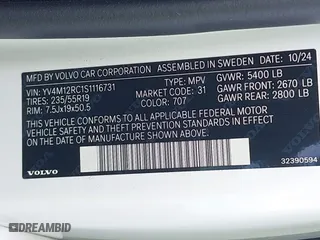 MFD BY VOLVO CAR CORPORATION ASSEMBLED IN SWEDEN 10/24
VIN: YV4M12RC1S1116731 TYPE: MPV GVWR: 5400 LB
TIRES: 235/55R19 MARKET CODE: 31 GAWR FRONT: 2670 LB
RIM: 7.5Jx19x50.5 COLOR: 707 GAWR REAR: 2800 LB
THIS VEHICLE CONFORMS TO ALL APPLICABLE U.S. FEDERAL MOTOR
VEHICLE SAFETY AND THEFT PREVENTION STANDARDS IN EFFECT ON THE
DATE OF MANUFACTURE SHOWN ABOVE.
VOLVO
32390594
DREAMBID